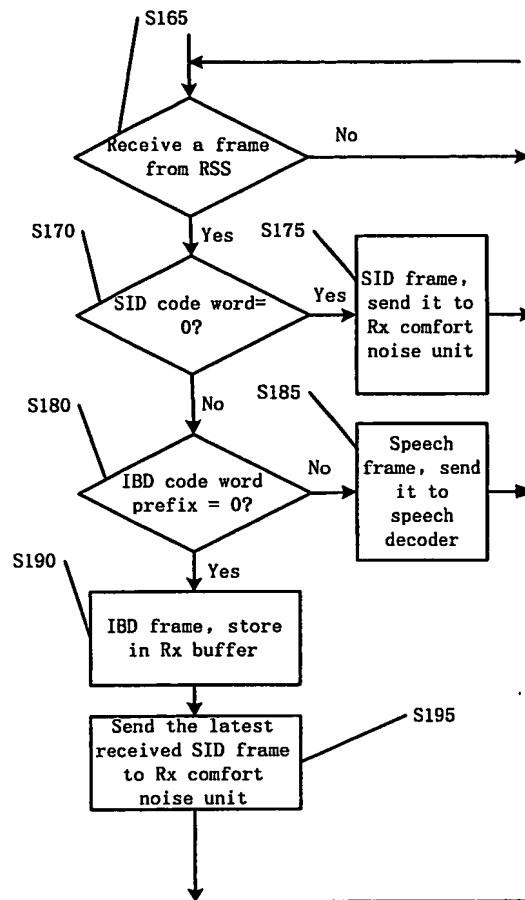 S165
Receive a frame
from RSS
No
Yes
S170
SID code word=
0?
Yes
S175
SID frame,
send it to
Rx comfort
noise unit
No
S180
IBD code word
prefix = 0?
No
S185
Speech
frame, send
it to
speech
decoder
Yes
S190
IBD frame, store
in Rx buffer
Send the latest
received SID frame
to Rx comfort
noise unit
S195